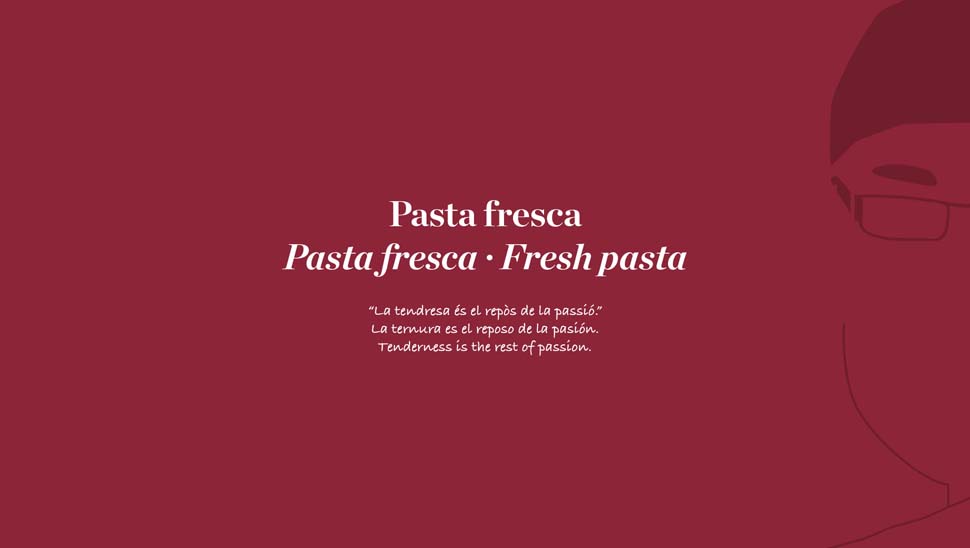 Pasta fresca
Pasta fresca · Fresh pasta
“La tendresa és el repòs de la passió.”
La ternura es el reposo de la pasión.
Tenderness is the rest of passion.